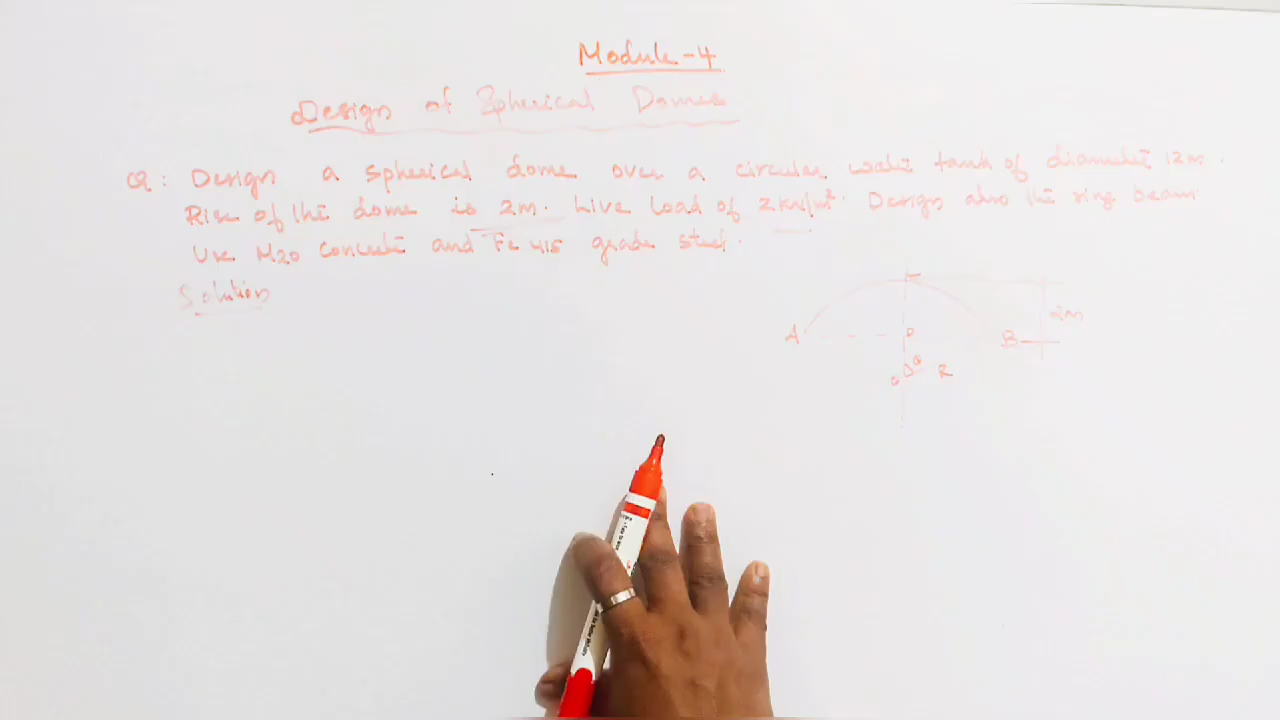 Module-4
Design of Spherical Domes
Q: Design a spherical dome over a circular water tank of diameter 12m.
Rise of the dome is 2m. Live Load of 2kN/m². Design also the ring beam
Use M20 concrete and Fe 415 grade steel.
Solution
2m
A
D
B
θ
O
R